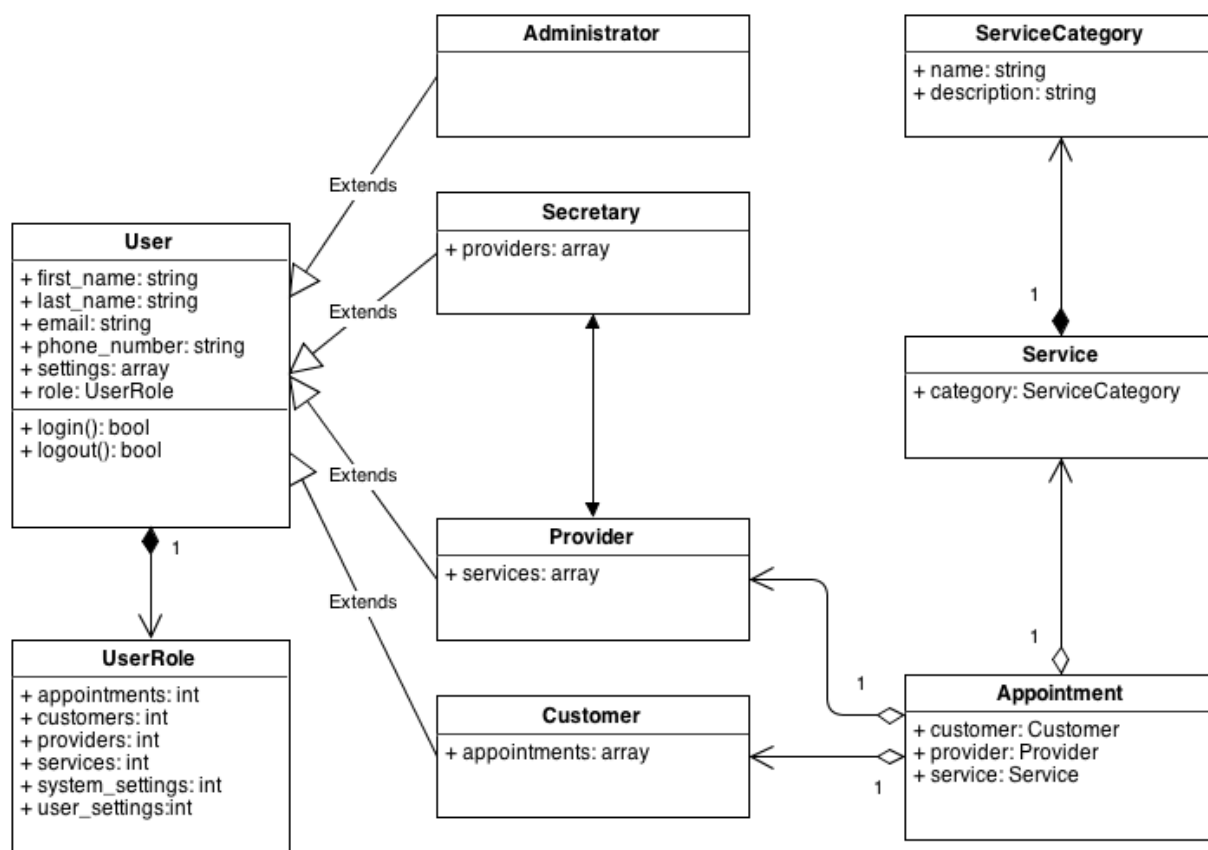 Administrator
ServiceCategory
+ name: string
+ description: string
Extends
Secretary
+ providers: array
User
+ first_name: string
+ last_name: string
+ email: string
+ phone_number: string
+ settings: array
+ role: UserRole
+ login(): bool
+ logout(): bool
Extends
1
Service
+ category: ServiceCategory
Extends
Provider
+ services: array
1
Extends
UserRole
+ appointments: int
+ customers: int
+ providers: int
+ services: int
+ system_settings: int
+ user_settings:int
Customer
+ appointments: array
1
1
1
Appointment
+ customer: Customer
+ provider: Provider
+ service: Service